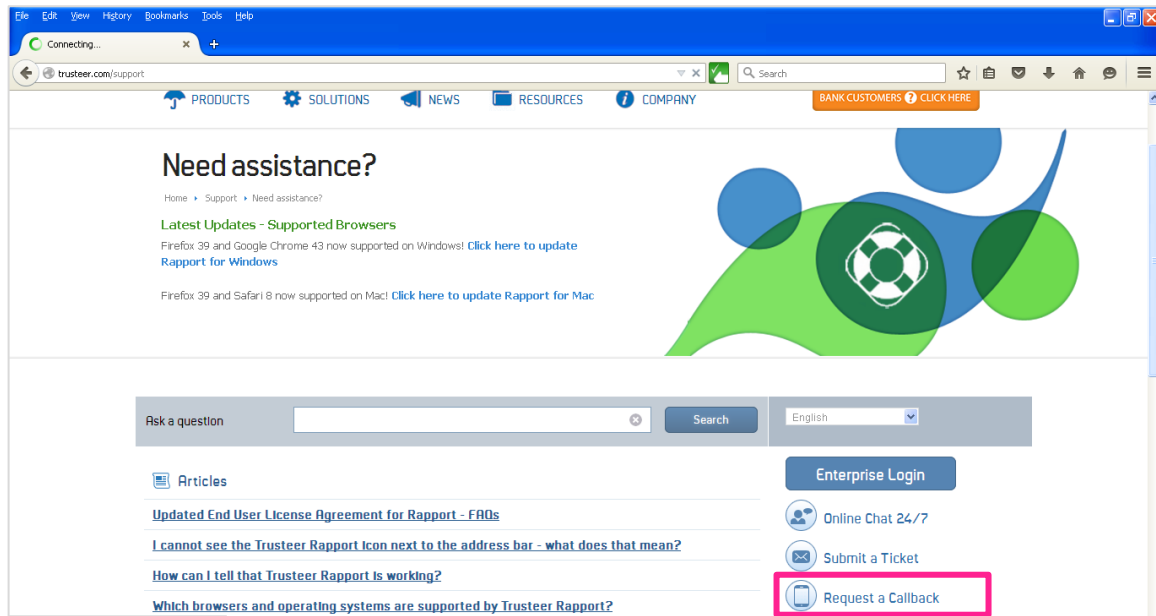 File Edit View History Bookmarks Tools Help
Connecting...
trusteer.com/support
Search
PRODUCTS SOLUTIONS NEWS RESOURCES COMPANY
BANK CUSTOMERS ? CLICK HERE
Need assistance?
Home Support Need assistance?
Latest Updates - Supported Browsers
Firefox 39 and Google Chrome 43 now supported on Windows! Click here to update
Rapport for Windows
Firefox 39 and Safari 8 now supported on Mac! Click here to update Rapport for Mac
Ask a question
Search
English
Articles
Updated End User License Agreement for Rapport - FAQs
I cannot see the Trusteer Rapport icon next to the address bar - what does that mean?
How can I tell that Trusteer Rapport is working?
Which browsers and operating systems are supported by Trusteer Rapport?
Enterprise Login
Online Chat 24/7
Submit a Ticket
Request a Callback